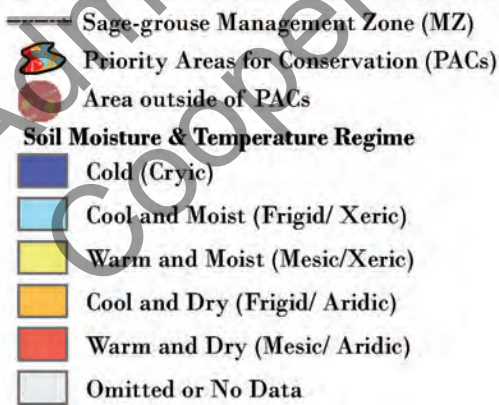 Sage-grouse Management Zone (MZ)
Priority Areas for Conservation (PACs)
Area outside of PACs
Soil Moisture & Temperature Regime
Cold (Cryic)
Cool and Moist (Frigid/ Xeric)
Warm and Moist (Mesic/Xeric)
Cool and Dry (Frigid/ Aridic)
Warm and Dry (Mesic/ Aridic)
Omitted or No Data